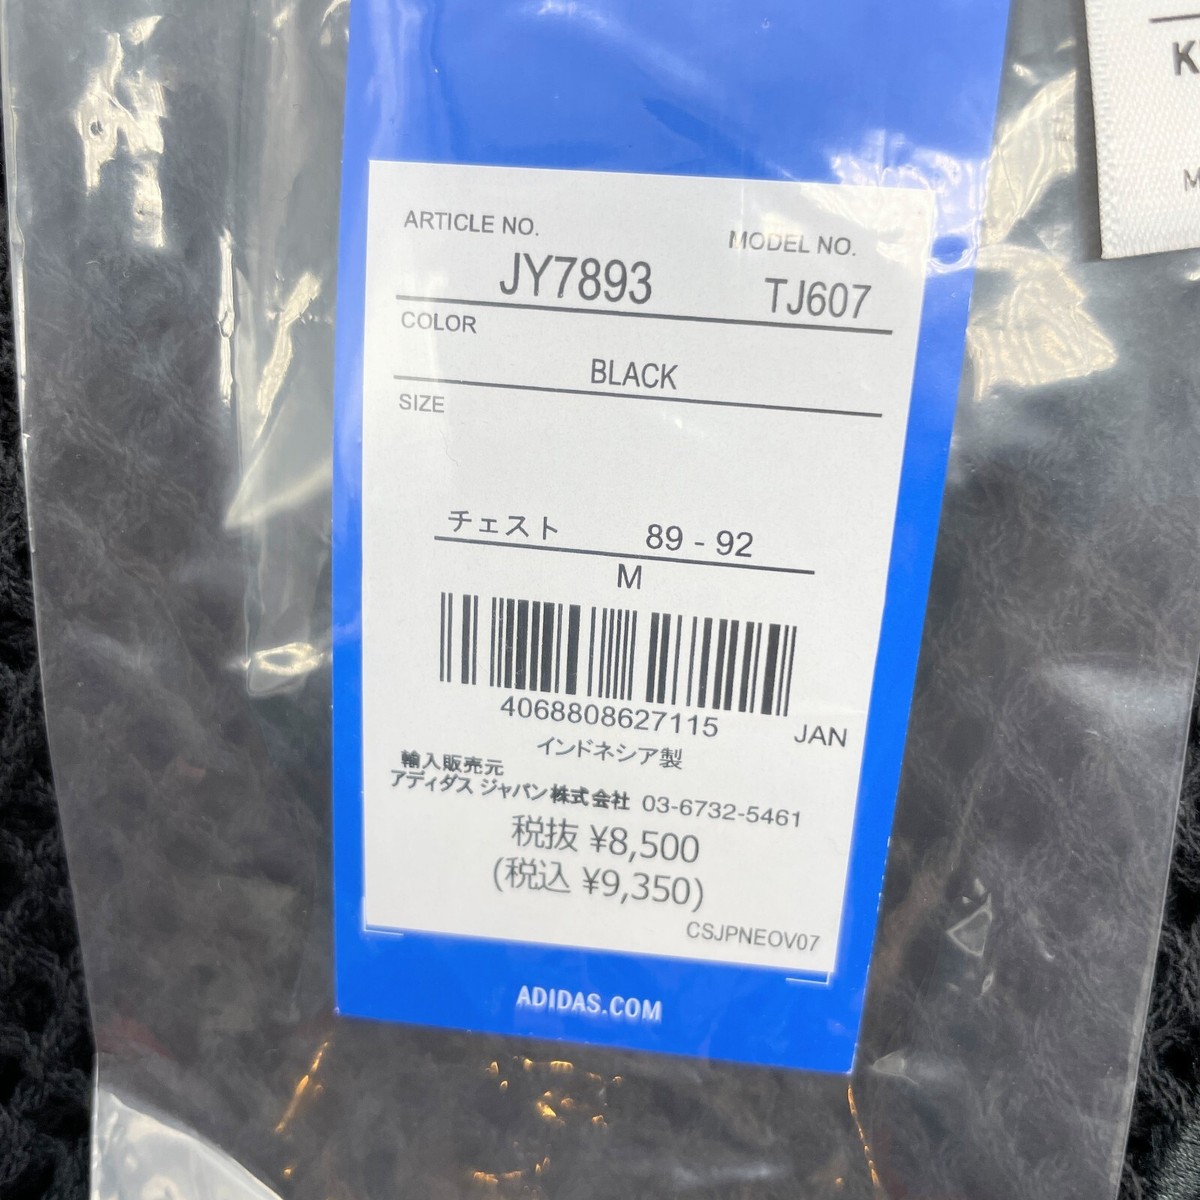 K
M
ARTICLE NO. MODEL NO.
JY7893 TJ607
COLOR
BLACK
SIZE
チェスト 89 - 92
M
4068808627115 JAN
インドネシア製
輸入販売元
アディダス ジャパン株式会社 03-6732-5461
税抜 ¥8,500
(税込 ¥9,350)
CSJPNEOV07
ADIDAS.COM